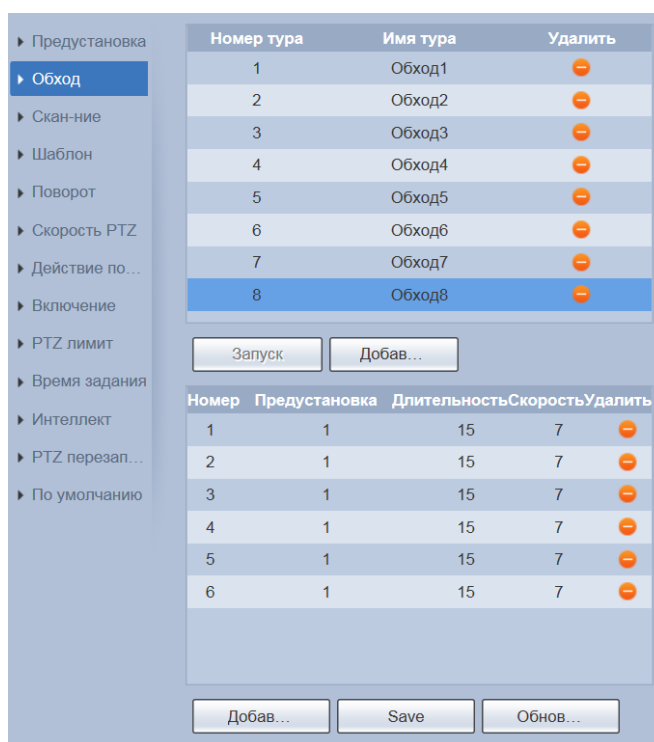 Предустановка
Обход
Скан-ние
Шаблон
Поворот
Скорость PTZ
Действие по...
Включение
PTZ лимит
Время задания
Интеллект
PTZ перезап...
По умолчанию
Номер тура Имя тура Удалить
1 Обход1
2 Обход2
3 Обход3
4 Обход4
5 Обход5
6 Обход6
7 Обход7
8 Обход8
Запуск Добав...
Номер Предустановка Длительность Скорость Удалить
1 1 15 7
2 1 15 7
3 1 15 7
4 1 15 7
5 1 15 7
6 1 15 7
Добав... Save Обнов...